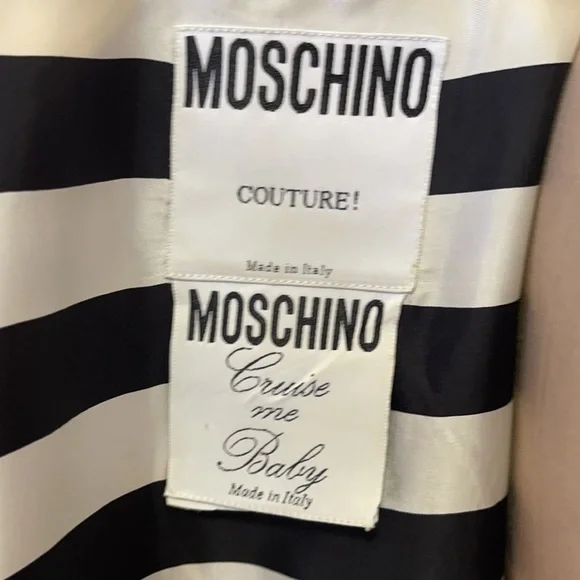 MOSCHINO
COUTURE!
Made in Italy
MOSCHINO
Cruise
me
Baby
Made in Italy